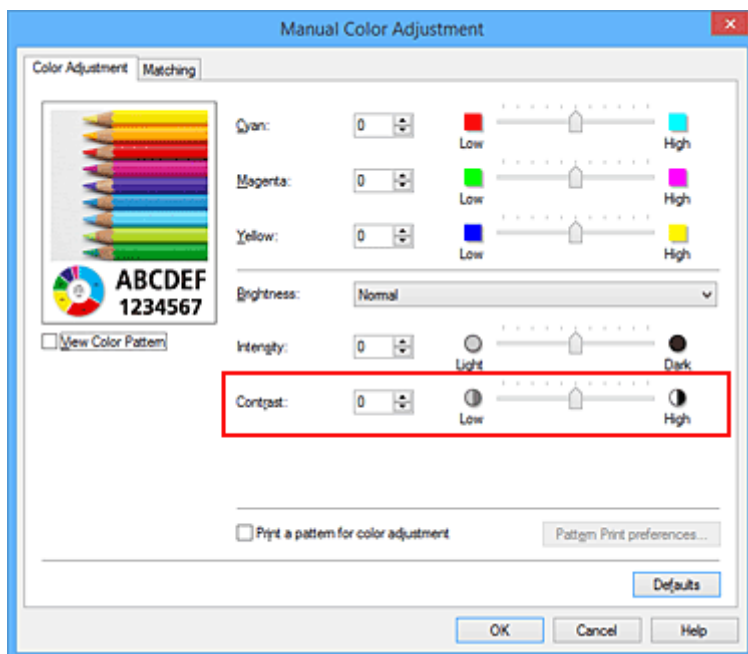 Manual Color Adjustment
Color Adjustment Matching
Cyan: 0 Low High
Magenta: 0 Low High
Yellow: 0 Low High
ABCDEF
1234567
Brightness: Normal
View Color Pattern
Intensity: 0 Light Dark
Contrast: 0 Low High
Print a pattern for color adjustment Pattern Print preferences...
Defaults
OK Cancel Help